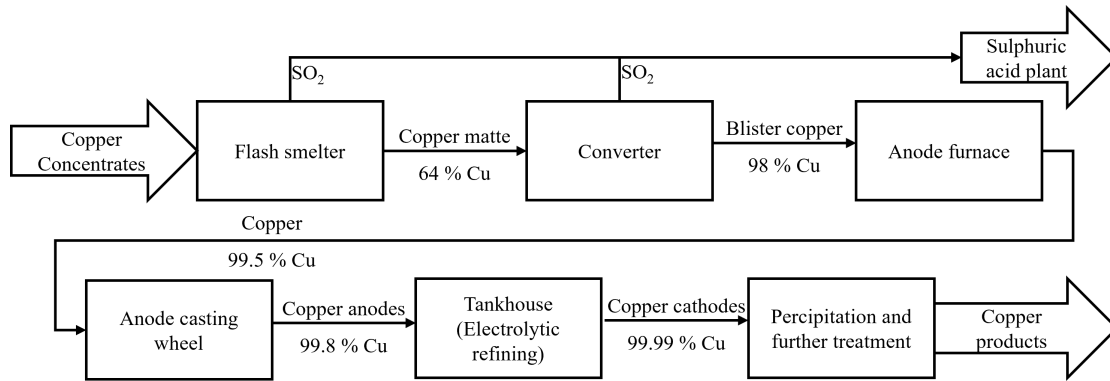 Sulphuric
acid plant
SO₂
SO₂
Copper
Concentrates
Flash smelter
Copper matte
64 % Cu
Converter
Blister copper
98 % Cu
Anode furnace
Copper
99.5 % Cu
Anode casting
wheel
Copper anodes
99.8 % Cu
Tankhouse
(Electrolytic
refining)
Copper cathodes
99.99 % Cu
Percipitation and
further treatment
Copper
products